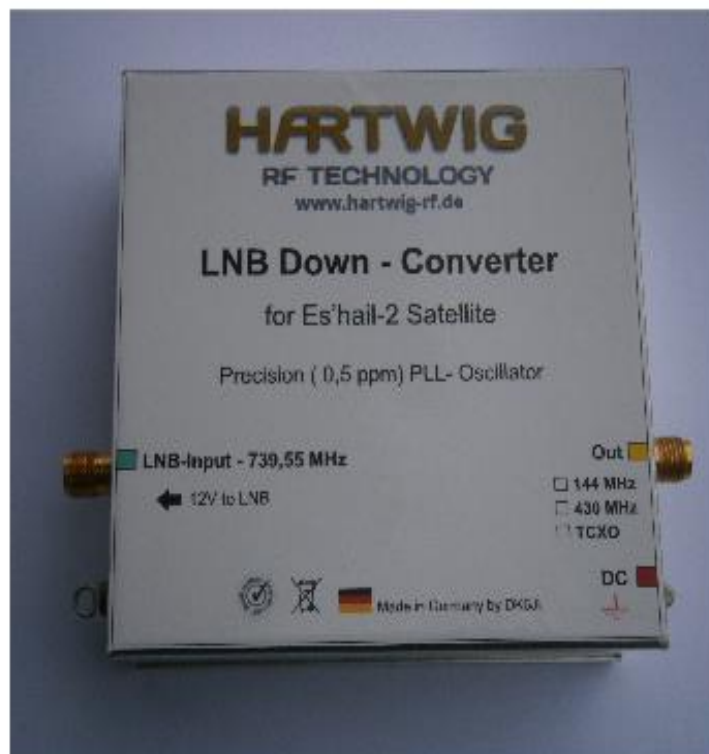 HARTWIG
RF TECHNOLOGY
www.hartwig-rf.de
LNB Down - Converter
for Es'hail-2 Satellite
Precision ( 0,5 ppm) PLL- Oscillator
LNB-Input - 739,55 MHz
Out
12V to LNB
144 MHz
430 MHz
TCXO
DC
Made in Germany by